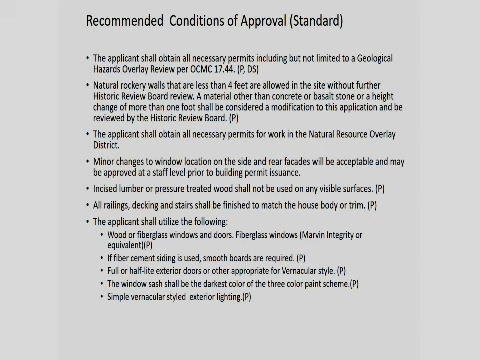 Recommended Conditions of Approval (Standard)
• The applicant shall obtain all necessary permits including but not limited to a Geological
Hazards Overlay Review per OCMC 17.44. (P, DS)
• Natural rockery walls that are less than 4 feet are allowed in the site without further
Historic Review Board review. A material other than concrete or basalt stone or a height
change of more than one foot shall be considered a modification to this application and be
reviewed by the Historic Review Board. (P)
• The applicant shall obtain all necessary permits for work in the Natural Resource Overlay
District.
• Minor changes to window location on the side and rear facades will be acceptable and may
be approved at a staff level prior to building permit issuance.
• Incised lumber or pressure treated wood shall not be used on any visible surfaces. (P)
• All railings, decking and stairs shall be finished to match the house body or trim. (P)
• The applicant shall utilize the following:
• Wood or fiberglass windows and doors. Fiberglass windows (Marvin Integrity or
equivalent)(P)
• If fiber cement siding is used, smooth boards are required. (P)
• Full or half-lite exterior doors or other appropriate for Vernacular style. (P)
• The window sash shall be the darkest color of the three color paint scheme.(P)
• Simple vernacular styled exterior lighting.(P)